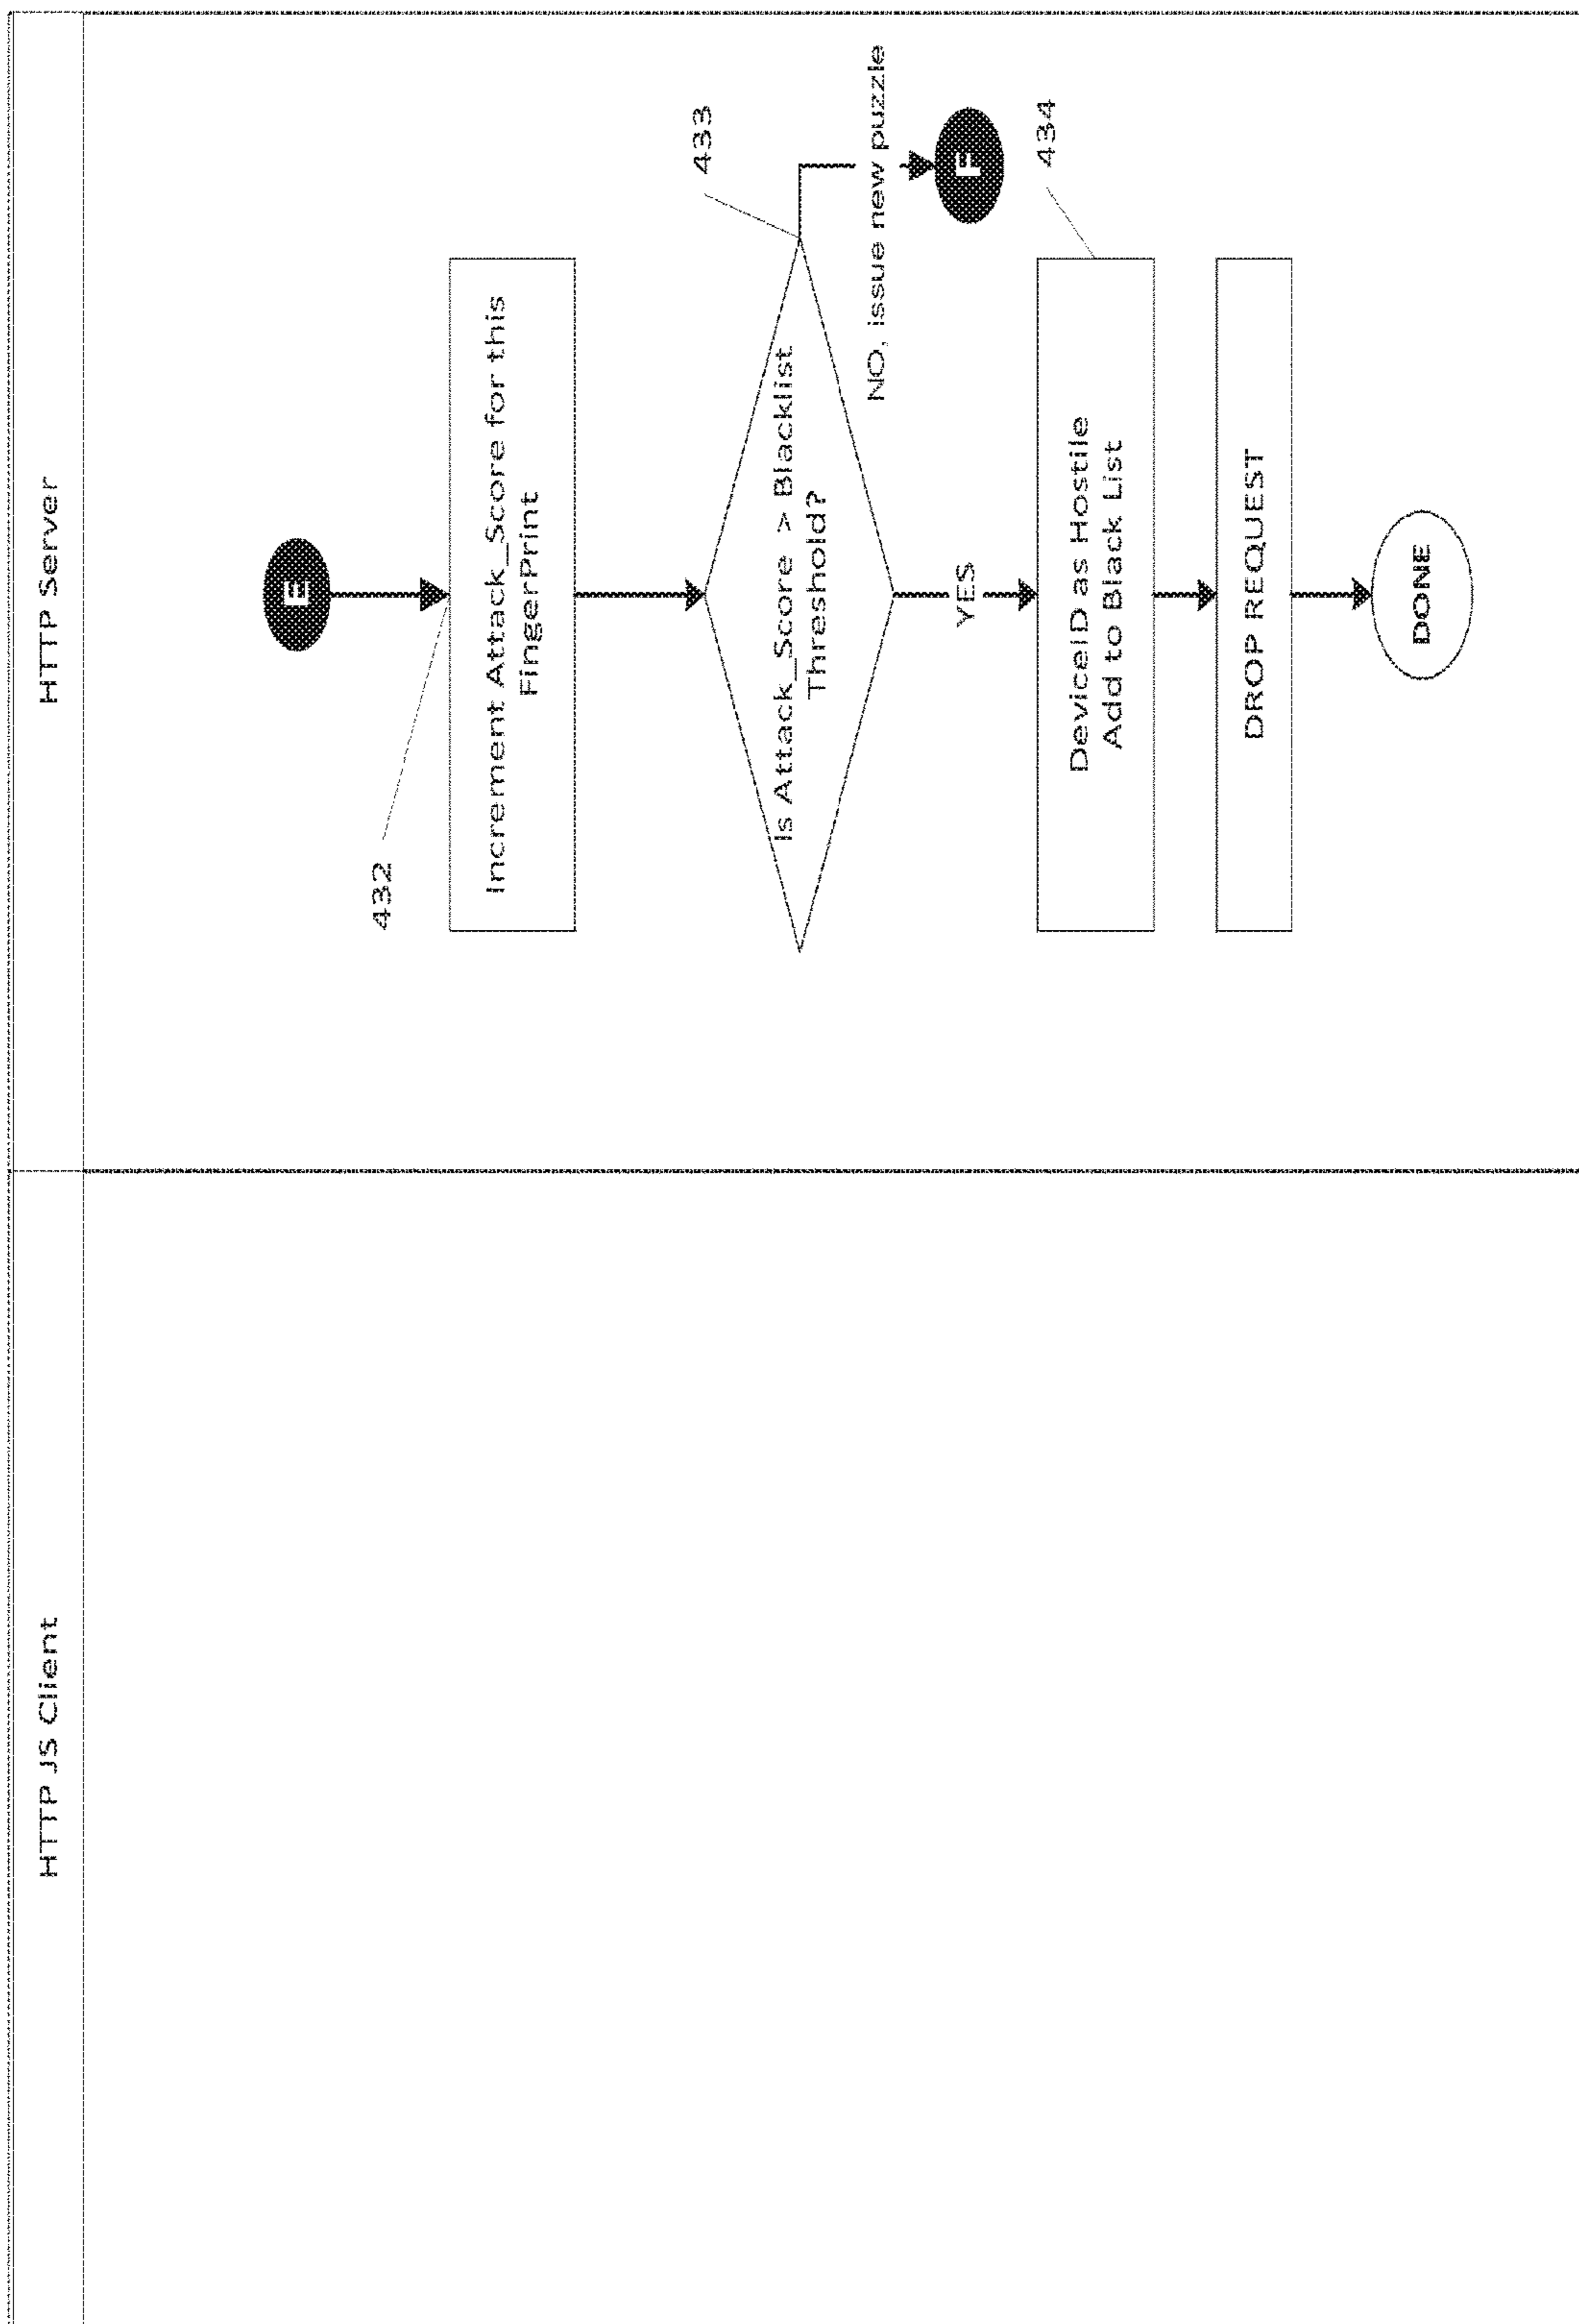 HTTP JS Client
HTTP Server
E
432
Increment Attack_Score for this
FingerPrint
433
Is Attack_Score > Blacklist
Threshold?
NO, issue new puzzle
F
YES
434
DeviceID as Hostile
Add to Black List
DROP REQUEST
DONE